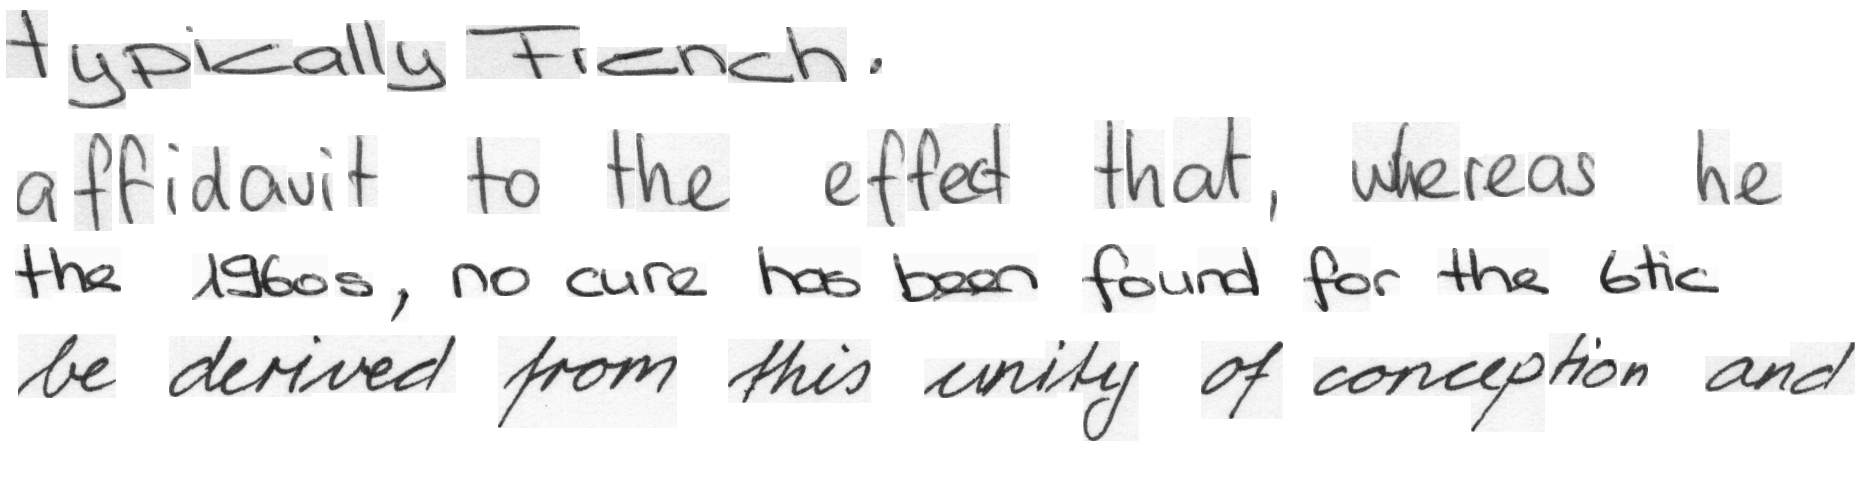 typically French.
affidavit to the effect that, whereas he
the 1960s, no cure has been found for the 6tic
be derived from this unity of conception and